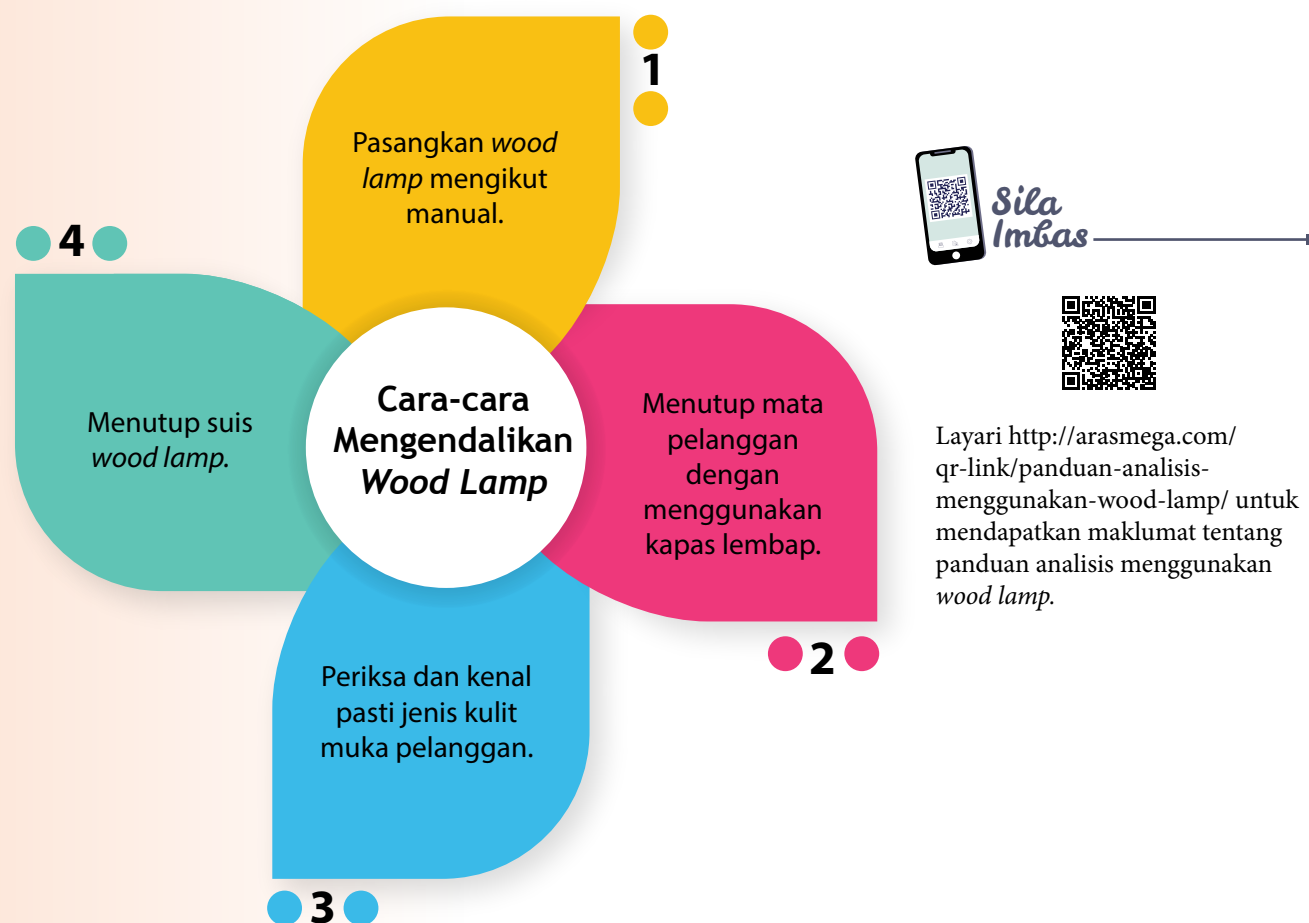 Cara-cara
Mengendalikan
Wood Lamp
1
Pasangkan wood
lamp mengikut
manual.
2
Menutup mata
pelanggan
dengan
menggunakan
kapas lembap.
3
Periksa dan kenal
pasti jenis kulit
muka pelanggan.
4
Menutup suis
wood lamp.
Sila
Imbas
Layari http://arasmega.com/
qr-link/panduan-analisis-
menggunakan-wood-lamp/ untuk
mendapatkan maklumat tentang
panduan analisis menggunakan
wood lamp.